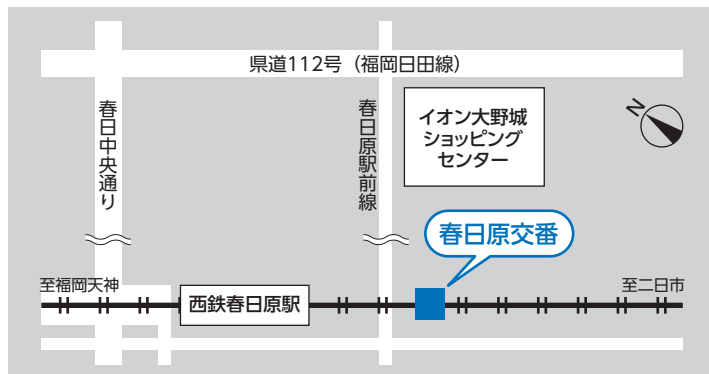 県道112号（福岡日田線）
春日中央通り
春日原駅前線
イオン大野城
ショッピング
センター
N
春日原交番
至福岡天神
西鉄春日原駅
至二日市